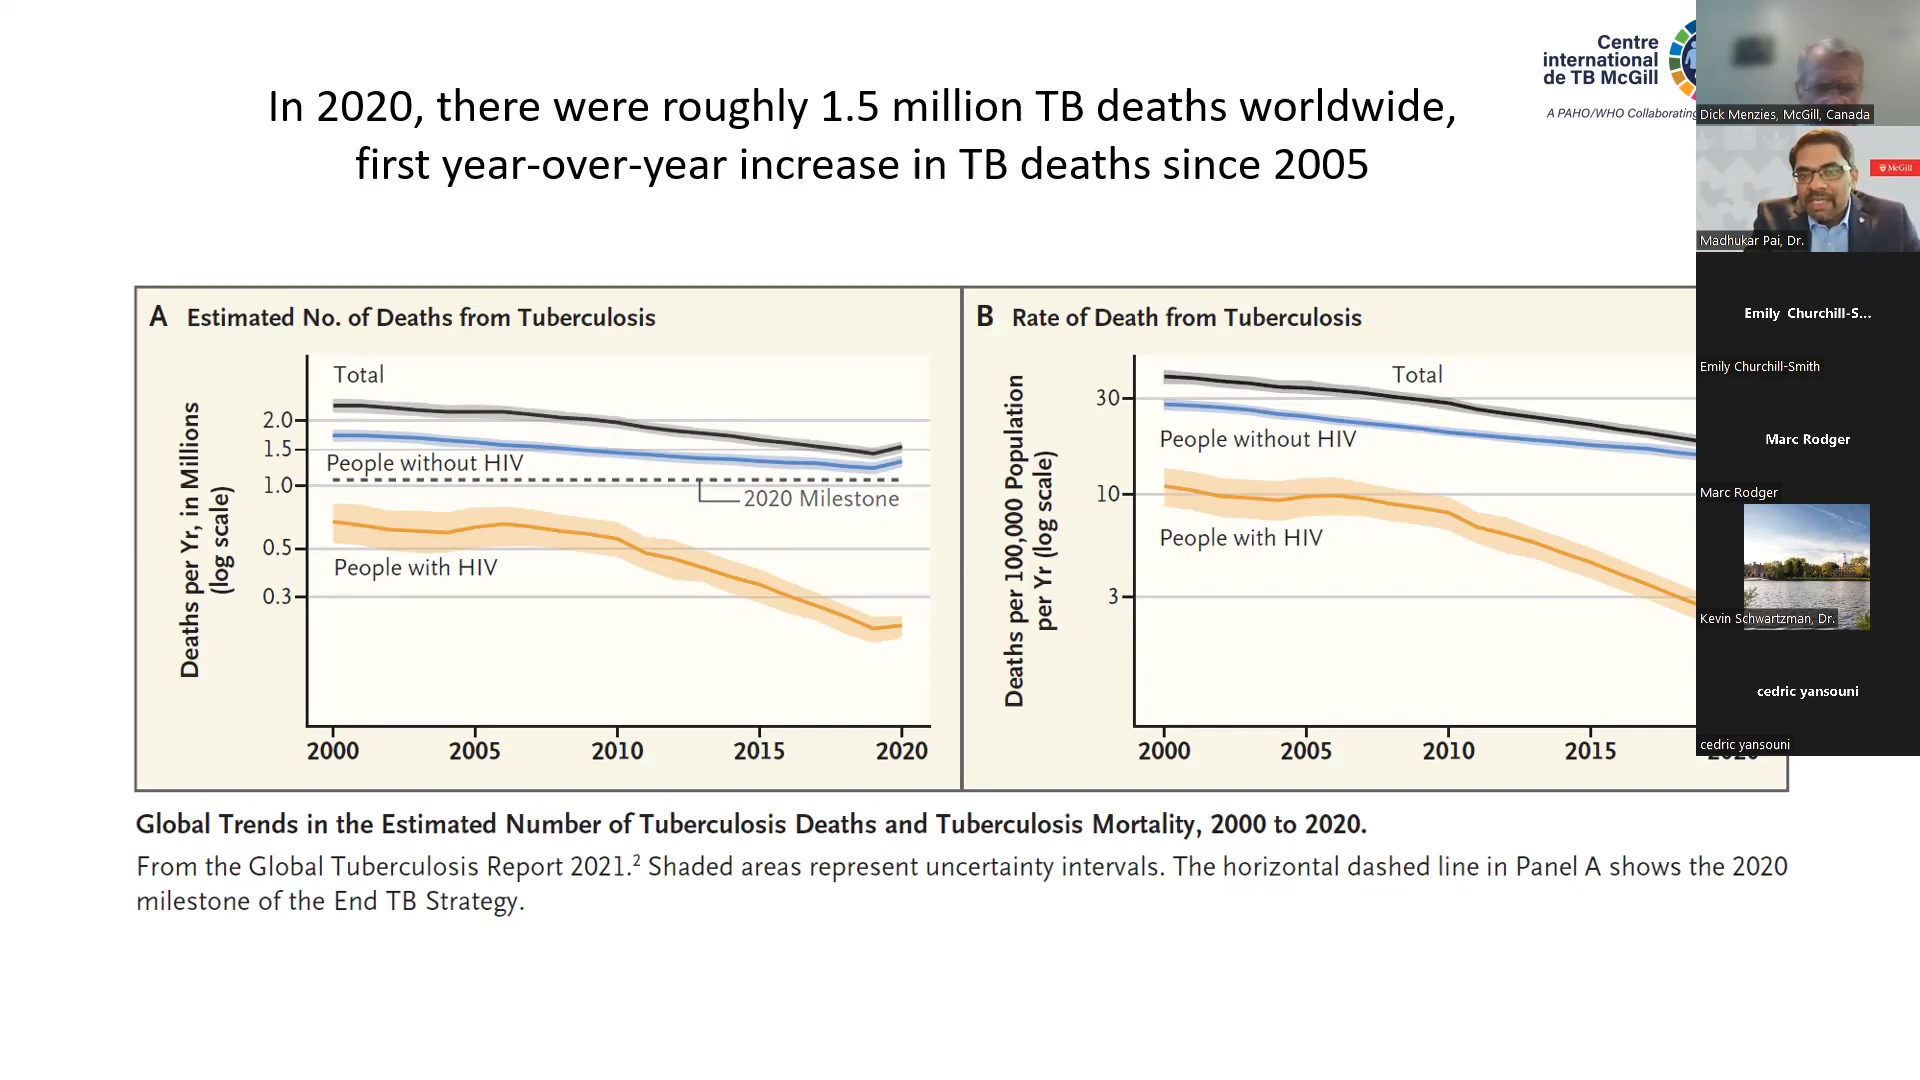 In 2020, there were roughly 1.5 million TB deaths worldwide,
first year-over-year increase in TB deaths since 2005
Centre
international
de TB McGill
A PAHO/WHO Collaborating
Dick Menzies, McGill, Canada
McGill
Madhukar Pai, Dr.
Emily Churchill-S...
Emily Churchill-Smith
Marc Rodger
Marc Rodger
Kevin Schwartzman, Dr.
cedric yansouni
cedric yansouni
A Estimated No. of Deaths from Tuberculosis
Deaths per Yr, in Millions
(log scale)
2.0
1.5
1.0
0.5
0.3
Total
People without HIV
2020 Milestone
People with HIV
2000 2005 2010 2015 2020
B Rate of Death from Tuberculosis
Deaths per 100,000 Population
per Yr (log scale)
30
10
3
Total
People without HIV
People with HIV
2000 2005 2010 2015 2020
Global Trends in the Estimated Number of Tuberculosis Deaths and Tuberculosis Mortality, 2000 to 2020.
From the Global Tuberculosis Report 2021.² Shaded areas represent uncertainty intervals. The horizontal dashed line in Panel A shows the 2020
milestone of the End TB Strategy.